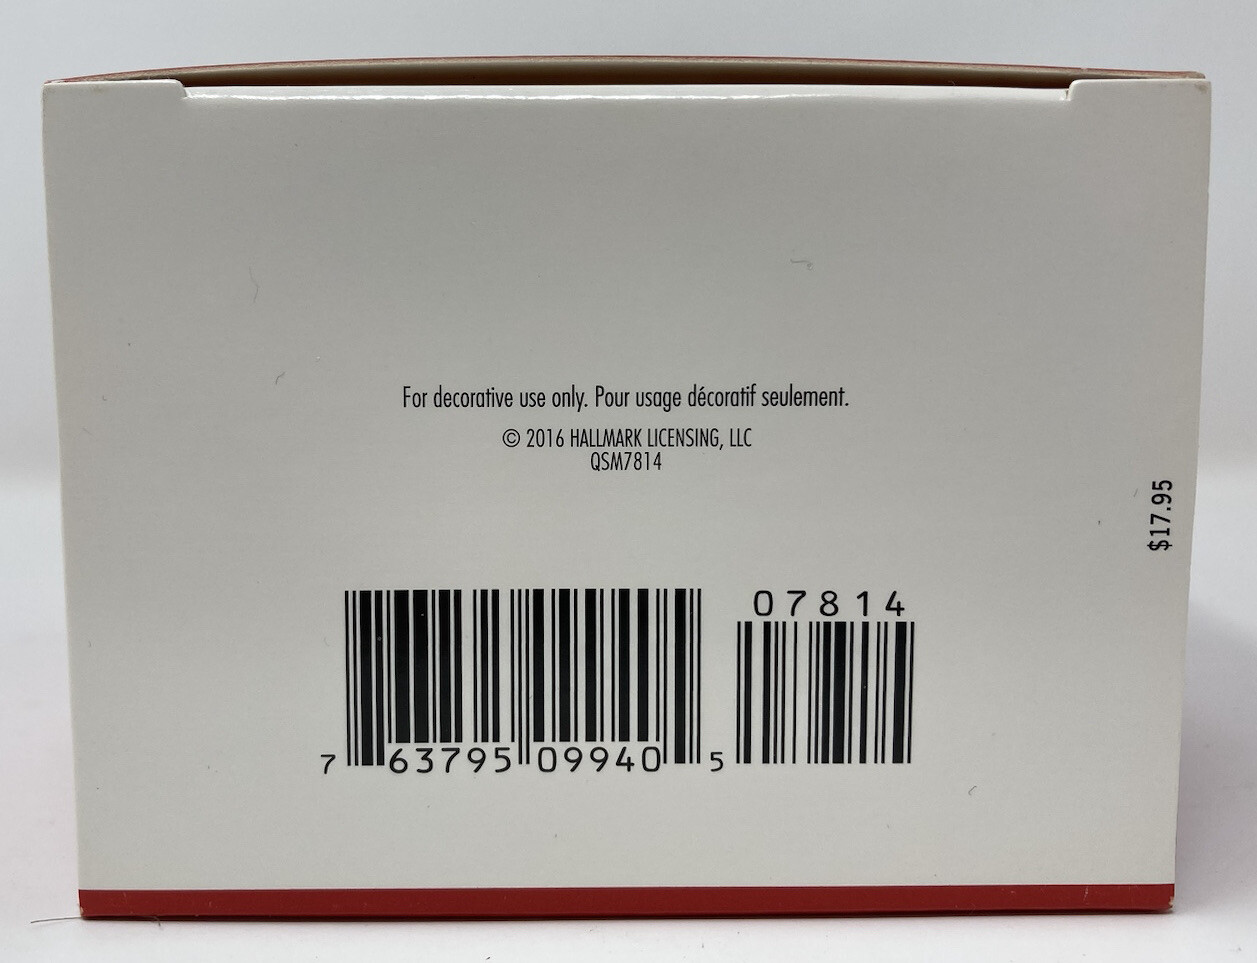 For decorative use only. Pour usage décoratif seulement.
© 2016 HALLMARK LICENSING, LLC
QSM7814
$17.95
07814
7 63795 09940 5